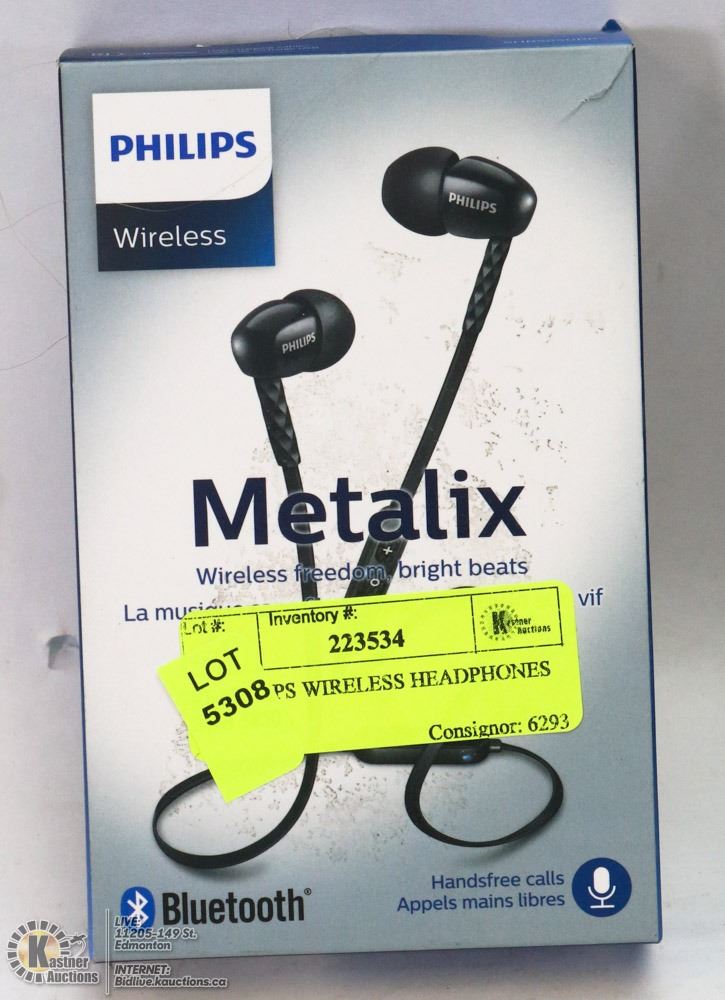 PHILIPS
Wireless
PHILIPS
PHILIPS
Metalix
Wireless freedom, bright beats
La musique vif
Lot #: Inventory #:
223534
Kastner Auctions
LOT
5308
PS WIRELESS HEADPHONES
Consignor: 6293
Handsfree calls
Appels mains libres
Bluetooth®
LIVE:
11205-149 St.
Edmonton
Kastner
Auctions
INTERNET:
Bidlive.kauctions.ca